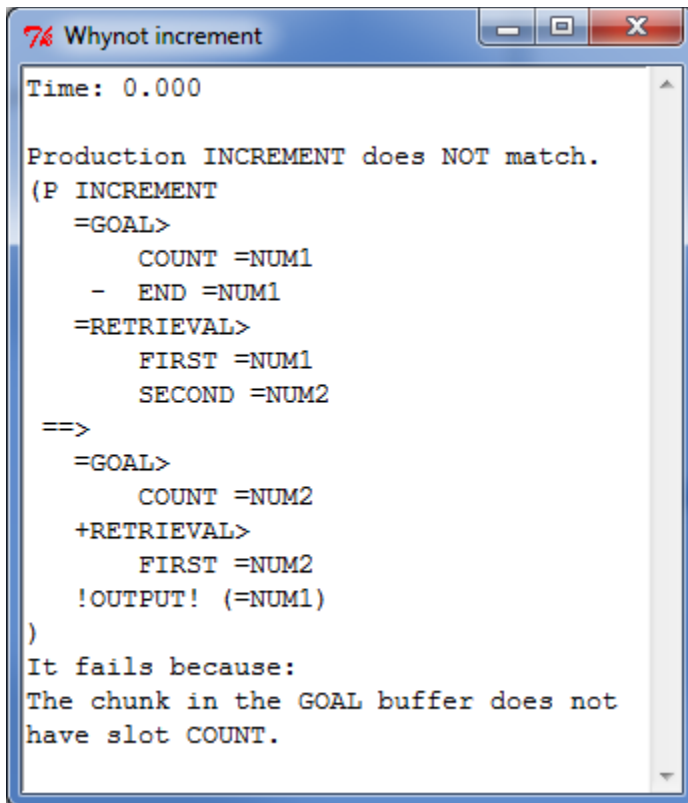 Whynot increment
Time: 0.000
Production INCREMENT does NOT match.
(P INCREMENT
=GOAL>
COUNT =NUM1
- END =NUM1
=RETRIEVAL>
FIRST =NUM1
SECOND =NUM2
==>
=GOAL>
COUNT =NUM2
+RETRIEVAL>
FIRST =NUM2
!OUTPUT! (=NUM1)
)
It fails because:
The chunk in the GOAL buffer does not
have slot COUNT.